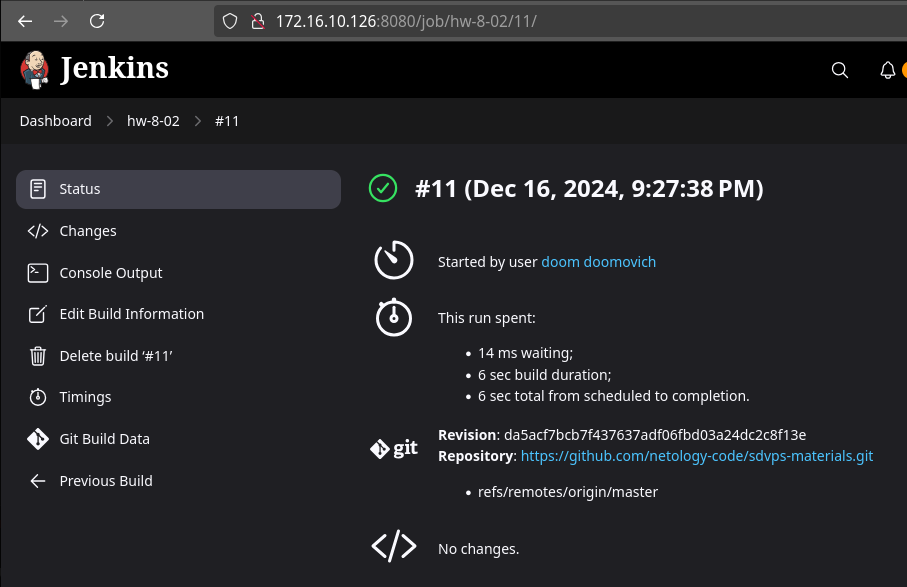 172.16.10.126:8080/job/hw-8-02/11/
Jenkins
Dashboard > hw-8-02 > #11
Status
Changes
Console Output
Edit Build Information
Delete build ‘#11’
Timings
Git Build Data
Previous Build
#11 (Dec 16, 2024, 9:27:38 PM)
Started by user doom doomovich
This run spent:
• 14 ms waiting;
• 6 sec build duration;
• 6 sec total from scheduled to completion.
git
Revision: da5acf7bcb7f437637adf06fbd03a24dc2c8f13e
Repository: https://github.com/netology-code/sdvps-materials.git
• refs/remotes/origin/master
No changes.